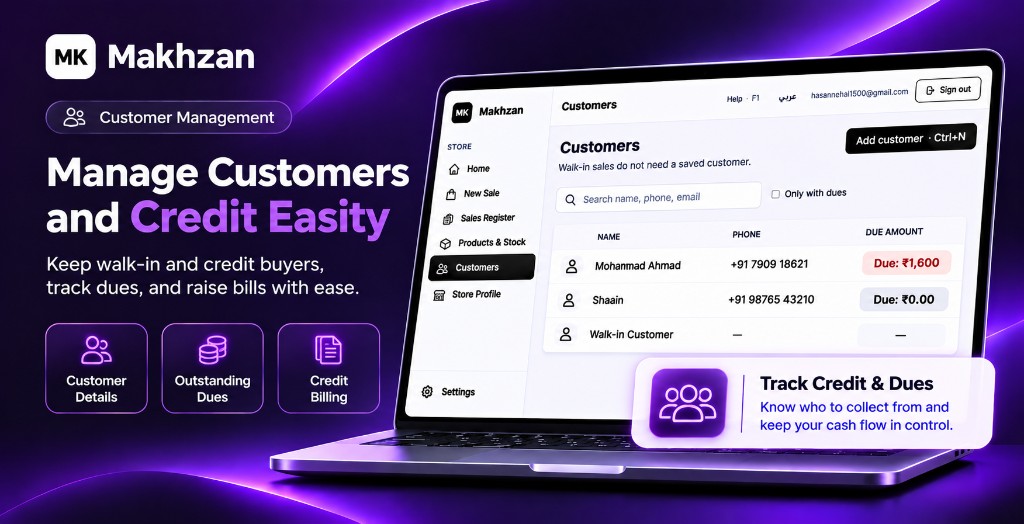 MK Makhzan
Customer Management
Manage Customers
and Credit Easity
Keep walk-in and credit buyers,
track dues, and raise bills with ease.
Customer
Details
Outstanding
Dues
Credit
Billing
MK Makhzan
STORE
Home
New Sale
Sales Register
Products & Stock
Customers
Store Profile
Settings
Customers
Help · F1
عربي
hasannehal1500@gmail.com
Sign out
Customers
Walk-in sales do not need a saved customer.
Add customer · Ctrl+N
Search name, phone, email
Only with dues
NAME PHONE DUE AMOUNT
Mohammad Ahmad +91 7909 18621 Due: ₹1,600
Shaain +91 98765 43210 Due: ₹0.00
Walk-in Customer — —
Track Credit & Dues
Know who to collect from and
keep your cash flow in control.